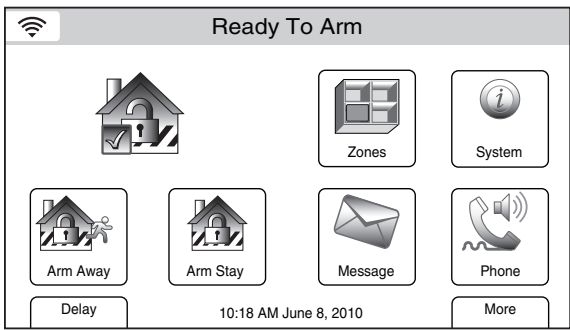 Ready To Arm
Zones
System
Arm Away
Arm Stay
Message
Phone
Delay
10:18 AM June 8, 2010
More